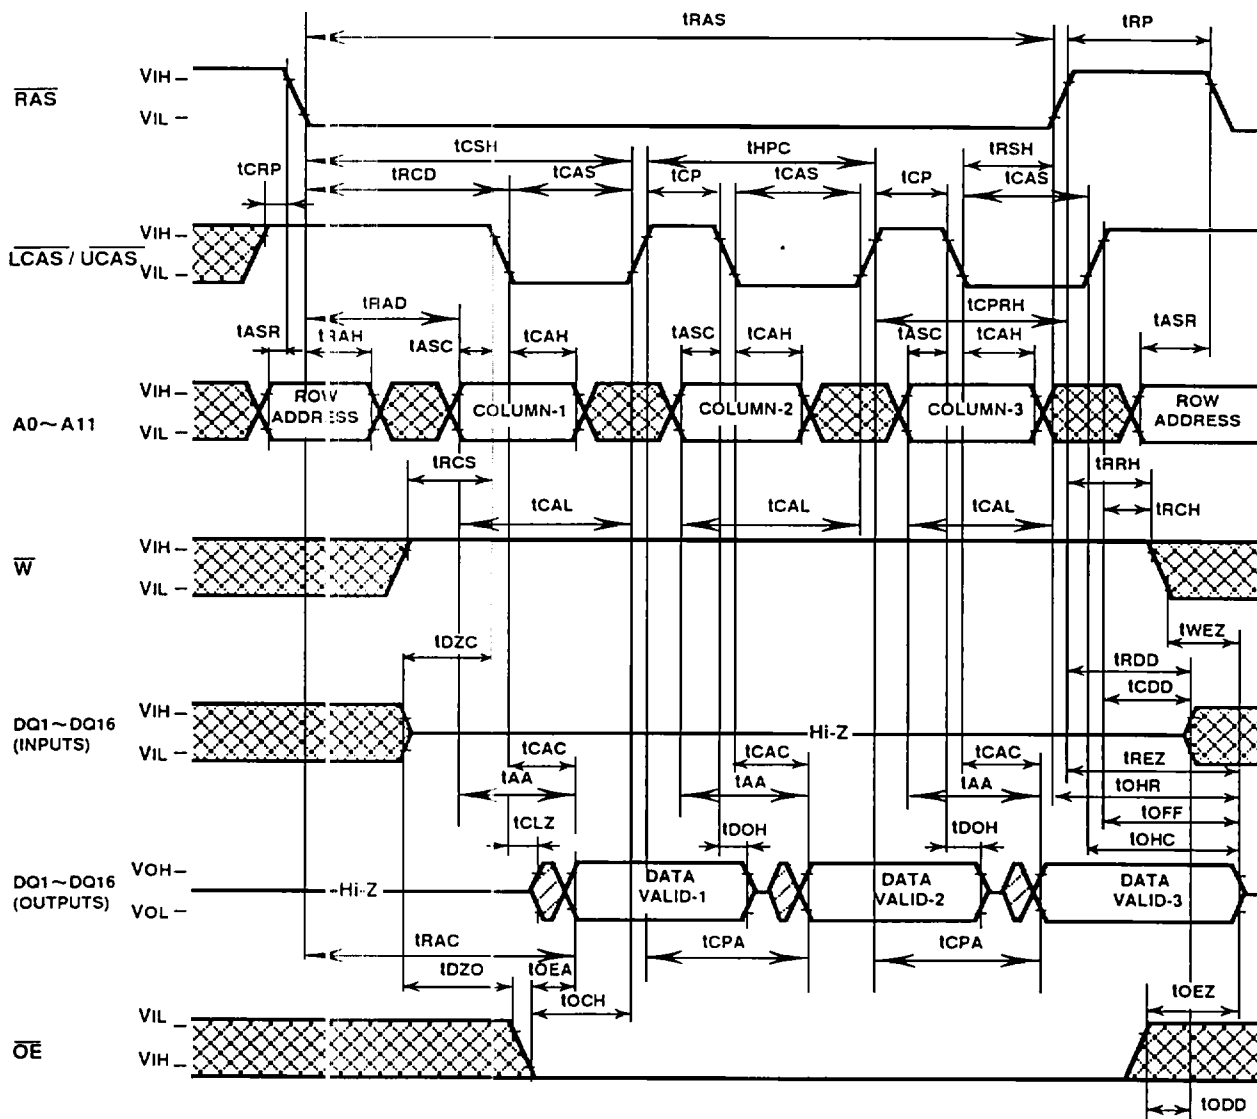 tRAS
tRP
RAS
VIH
VIL
tCSH
tHPC
tRSH
tCRP
tRCD
tCAS
tCP
tCAS
tCP
tCAS
LCAS / UCAS
VIH
VIL
tRAD
tCPRH
tASR
tRAH
tASC
tCAH
tASC
tCAH
tASC
tCAH
tASR
A0~A11
VIH
VIL
ROW
ADDRESS
COLUMN-1
COLUMN-2
COLUMN-3
ROW
ADDRESS
tRCS
tRRH
tCAL
tCAL
tCAL
tRCH
W
VIH
VIL
tDZC
tWEZ
tRDD
tCDD
DQ1~DQ16
(INPUTS)
VIH
VIL
Hi-Z
tCAC
tCAC
tCAC
tREZ
tAA
tAA
tAA
tOHR
tCLZ
tDOH
tDOH
tOFF
tOHC
DQ1~DQ16
(OUTPUTS)
VOH
VOL
Hi-Z
DATA
VALID-1
DATA
VALID-2
DATA
VALID-3
tRAC
tCPA
tCPA
tDZO
tOEA
tOCH
tOEZ
OE
VIL
VIH
tODD